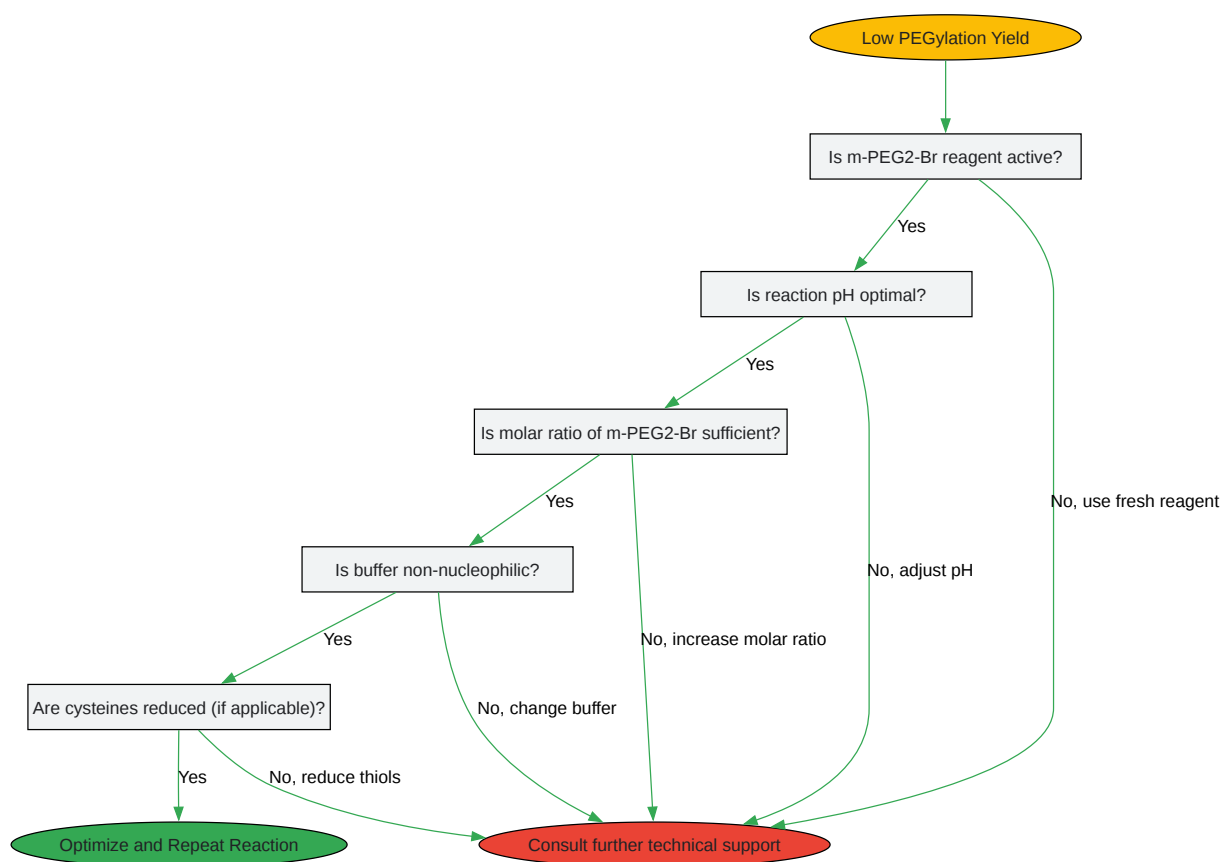 Low PEGylation Yield
Is m-PEG2-Br reagent active?
Yes
Is reaction pH optimal?
Yes
Is molar ratio of m-PEG2-Br sufficient?
Yes
No, use fresh reagent
Is buffer non-nucleophilic?
No, adjust pH
Yes
No, increase molar ratio
Are cysteines reduced (if applicable)?
No, change buffer
Yes
No, reduce thiols
Optimize and Repeat Reaction
Consult further technical support